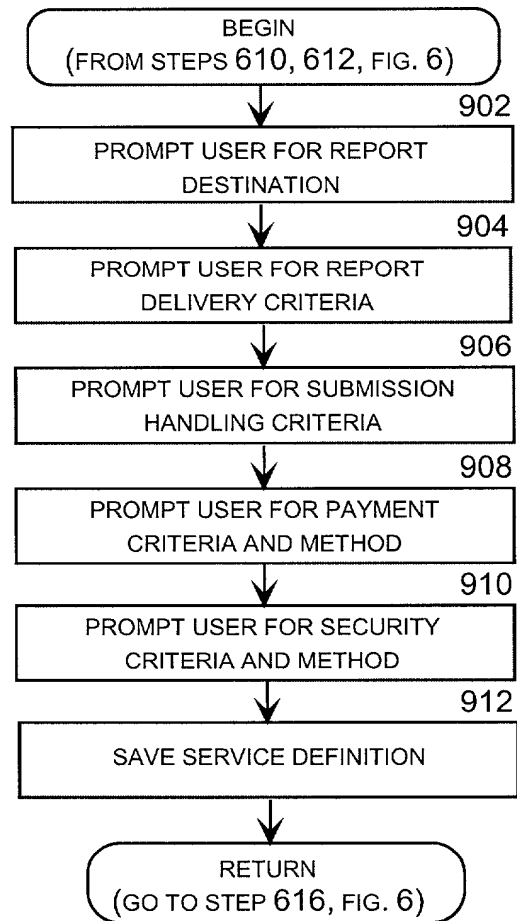 BEGIN
(FROM STEPS 610, 612, FIG. 6)
902
PROMPT USER FOR REPORT
DESTINATION
904
PROMPT USER FOR REPORT
DELIVERY CRITERIA
906
PROMPT USER FOR SUBMISSION
HANDLING CRITERIA
908
PROMPT USER FOR PAYMENT
CRITERIA AND METHOD
910
PROMPT USER FOR SECURITY
CRITERIA AND METHOD
912
SAVE SERVICE DEFINITION
RETURN
(GO TO STEP 616, FIG. 6)